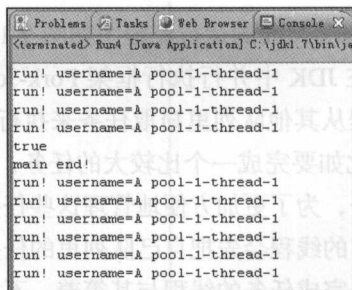 Problems Tasks Web Browser Console
<terminated> Run4 [Java Application] C:\jdk1.7\bin\ja
run! username=A pool-1-thread-1
run! username=A pool-1-thread-1
run! username=A pool-1-thread-1
run! username=A pool-1-thread-1
true
main end
run! username=A pool-1-thread-1
run! username=A pool-1-thread-1
run! username=A pool-1-thread-1
run! username=A pool-1-thread-1
run! username=A pool-1-thread-1
run! username=A pool-1-thread-1